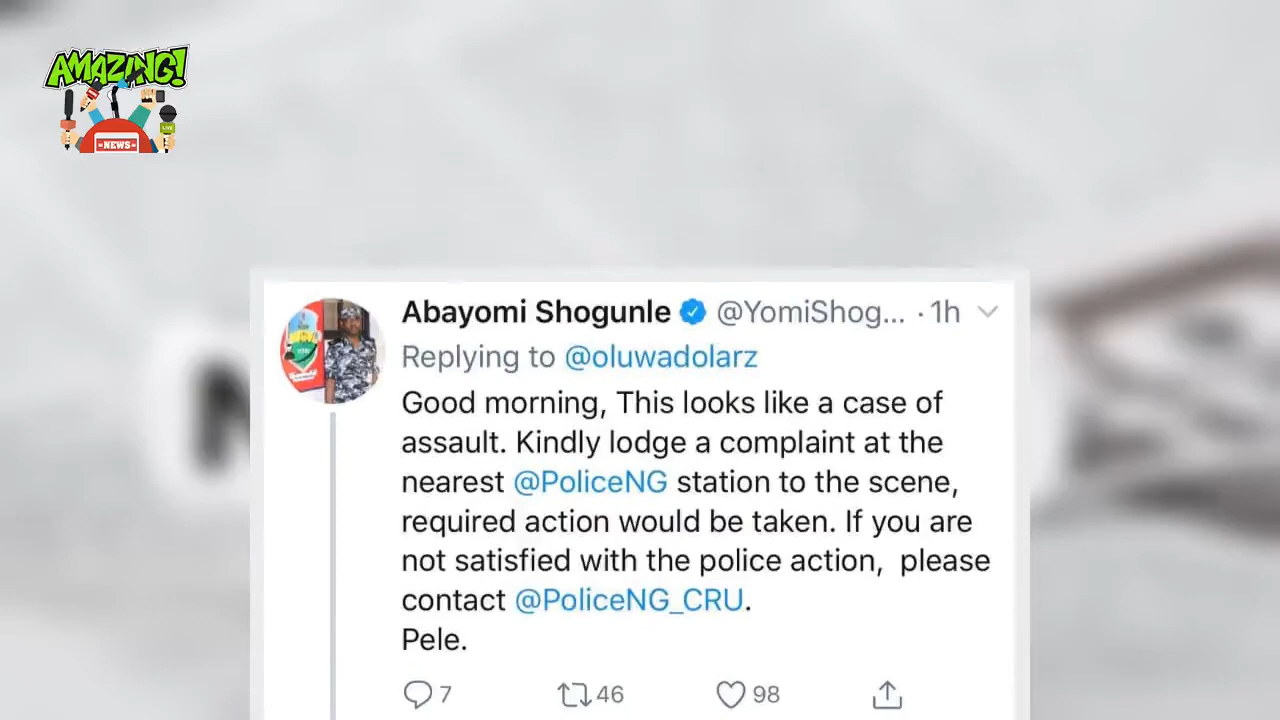 AMAZING!
LIVE
-NEWS-
Abayomi Shogunle @YomiShog... · 1h
Replying to @oluwadolarz
Good morning, This looks like a case of
assault. Kindly lodge a complaint at the
nearest @PoliceNG station to the scene,
required action would be taken. If you are
not satisfied with the police action, please
contact @PoliceNG_CRU.
Pele.
7 46 98